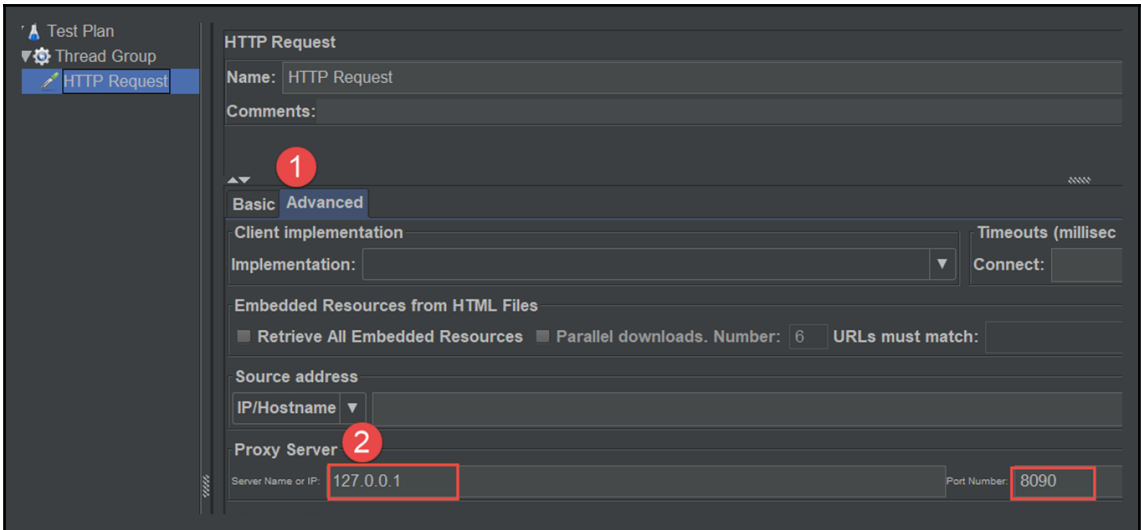 Test Plan
Thread Group
HTTP Request
HTTP Request
Name: HTTP Request
Comments:
1
Basic Advanced
Client implementation Timeouts (millisec
Implementation: Connect:
Embedded Resources from HTML Files
Retrieve All Embedded Resources Parallel downloads. Number: 6 URLs must match:
Source address
IP/Hostname
2
Proxy Server
Server Name or IP: 127.0.0.1 Port Number: 8090